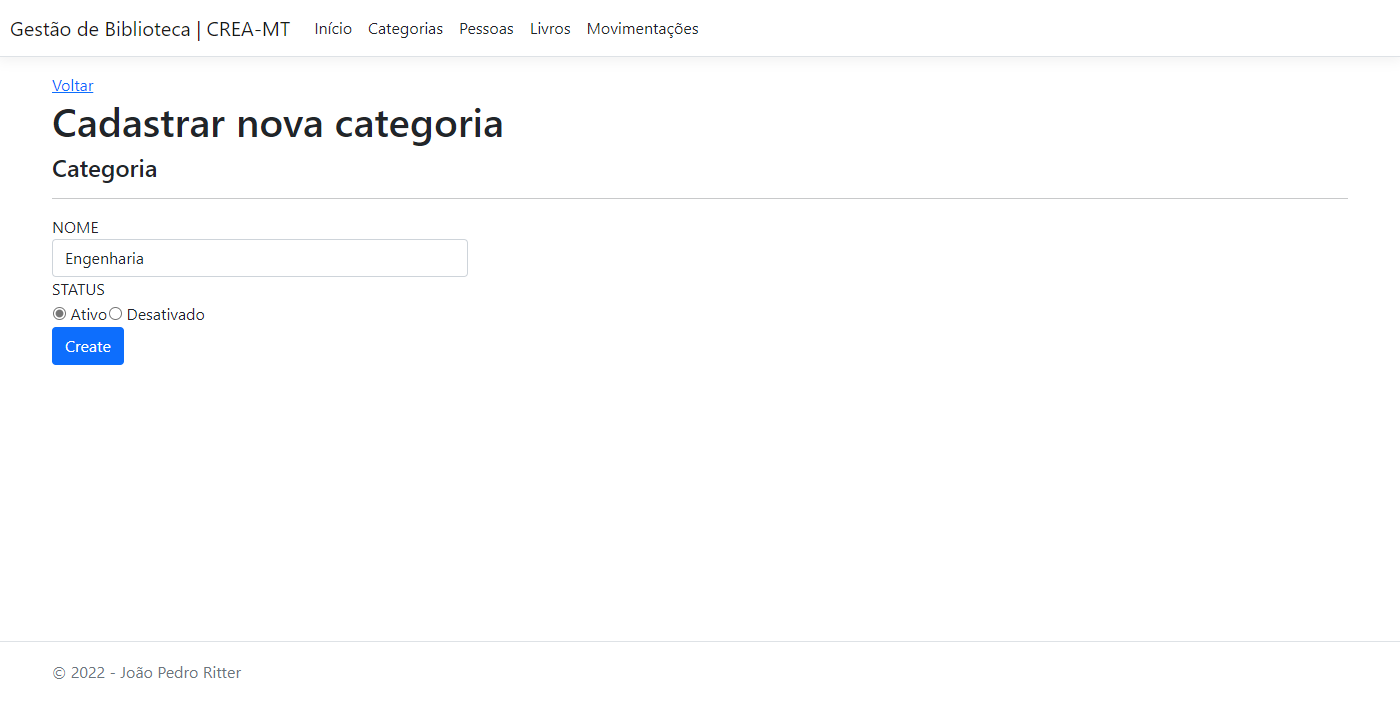 Gestão de Biblioteca | CREA-MT Início Categorias Pessoas Livros Movimentações
Voltar
Cadastrar nova categoria
Categoria
NOME
Engenharia
STATUS
Ativo Desativado
Create
© 2022 - João Pedro Ritter